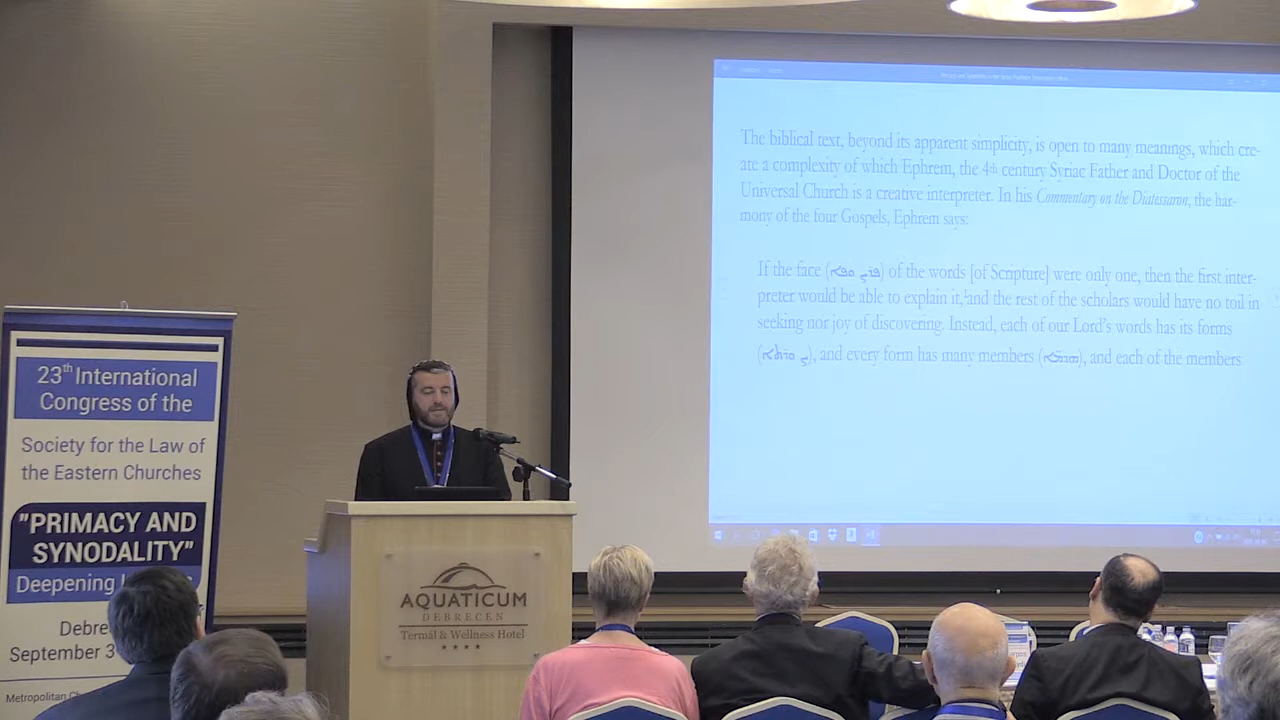 23th International
Congress of the
Society for the Law of
the Eastern Churches
"PRIMACY AND
SYNODALITY"
Deepening
Debre
September 3
Metropolitan Ch
AQUATICUM
DEBRECEN
Termál & Wellness Hotel
The biblical text, beyond its apparent simplicity, is open to many meanings, which cre-
ate a complexity of which Ephrem, the 4th century Syriac Father and Doctor of the
Universal Church is a creative interpreter. In his Commentary on the Diatessaron, the har-
mony of the four Gospels, Ephrem says:
If the face ( ) of the words [of Scripture] were only one, then the first inter-
preter would be able to explain it, and the rest of the scholars would have no toil in
seeking nor joy of discovering. Instead, each of our Lord's words has its forms
( ), and every form has many members ( ), and each of the members